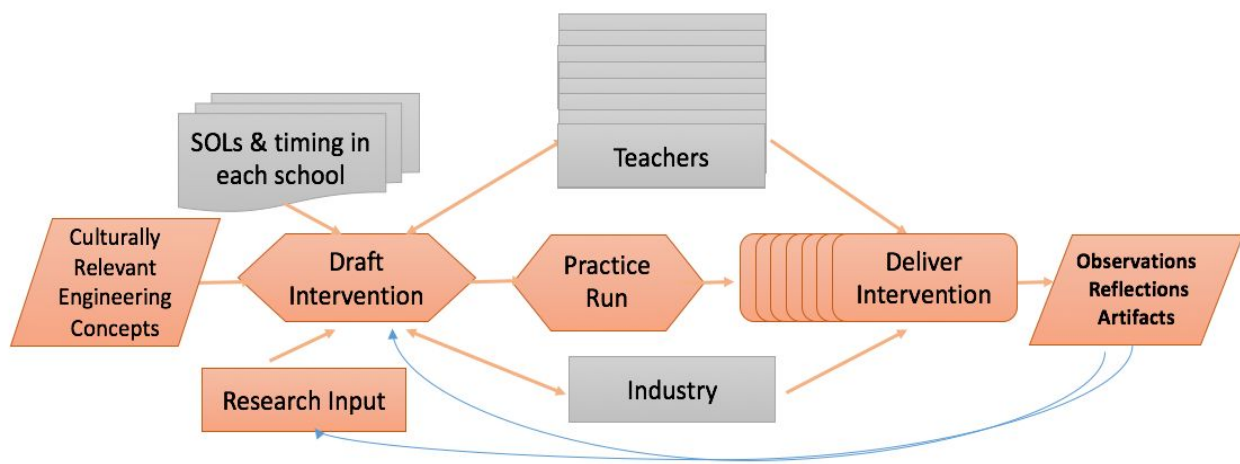 SOLs & timing in
each school
Teachers
Culturally
Relevant
Engineering
Concepts
Draft
Intervention
Practice
Run
Deliver
Intervention
Observations
Reflections
Artifacts
Research Input
Industry